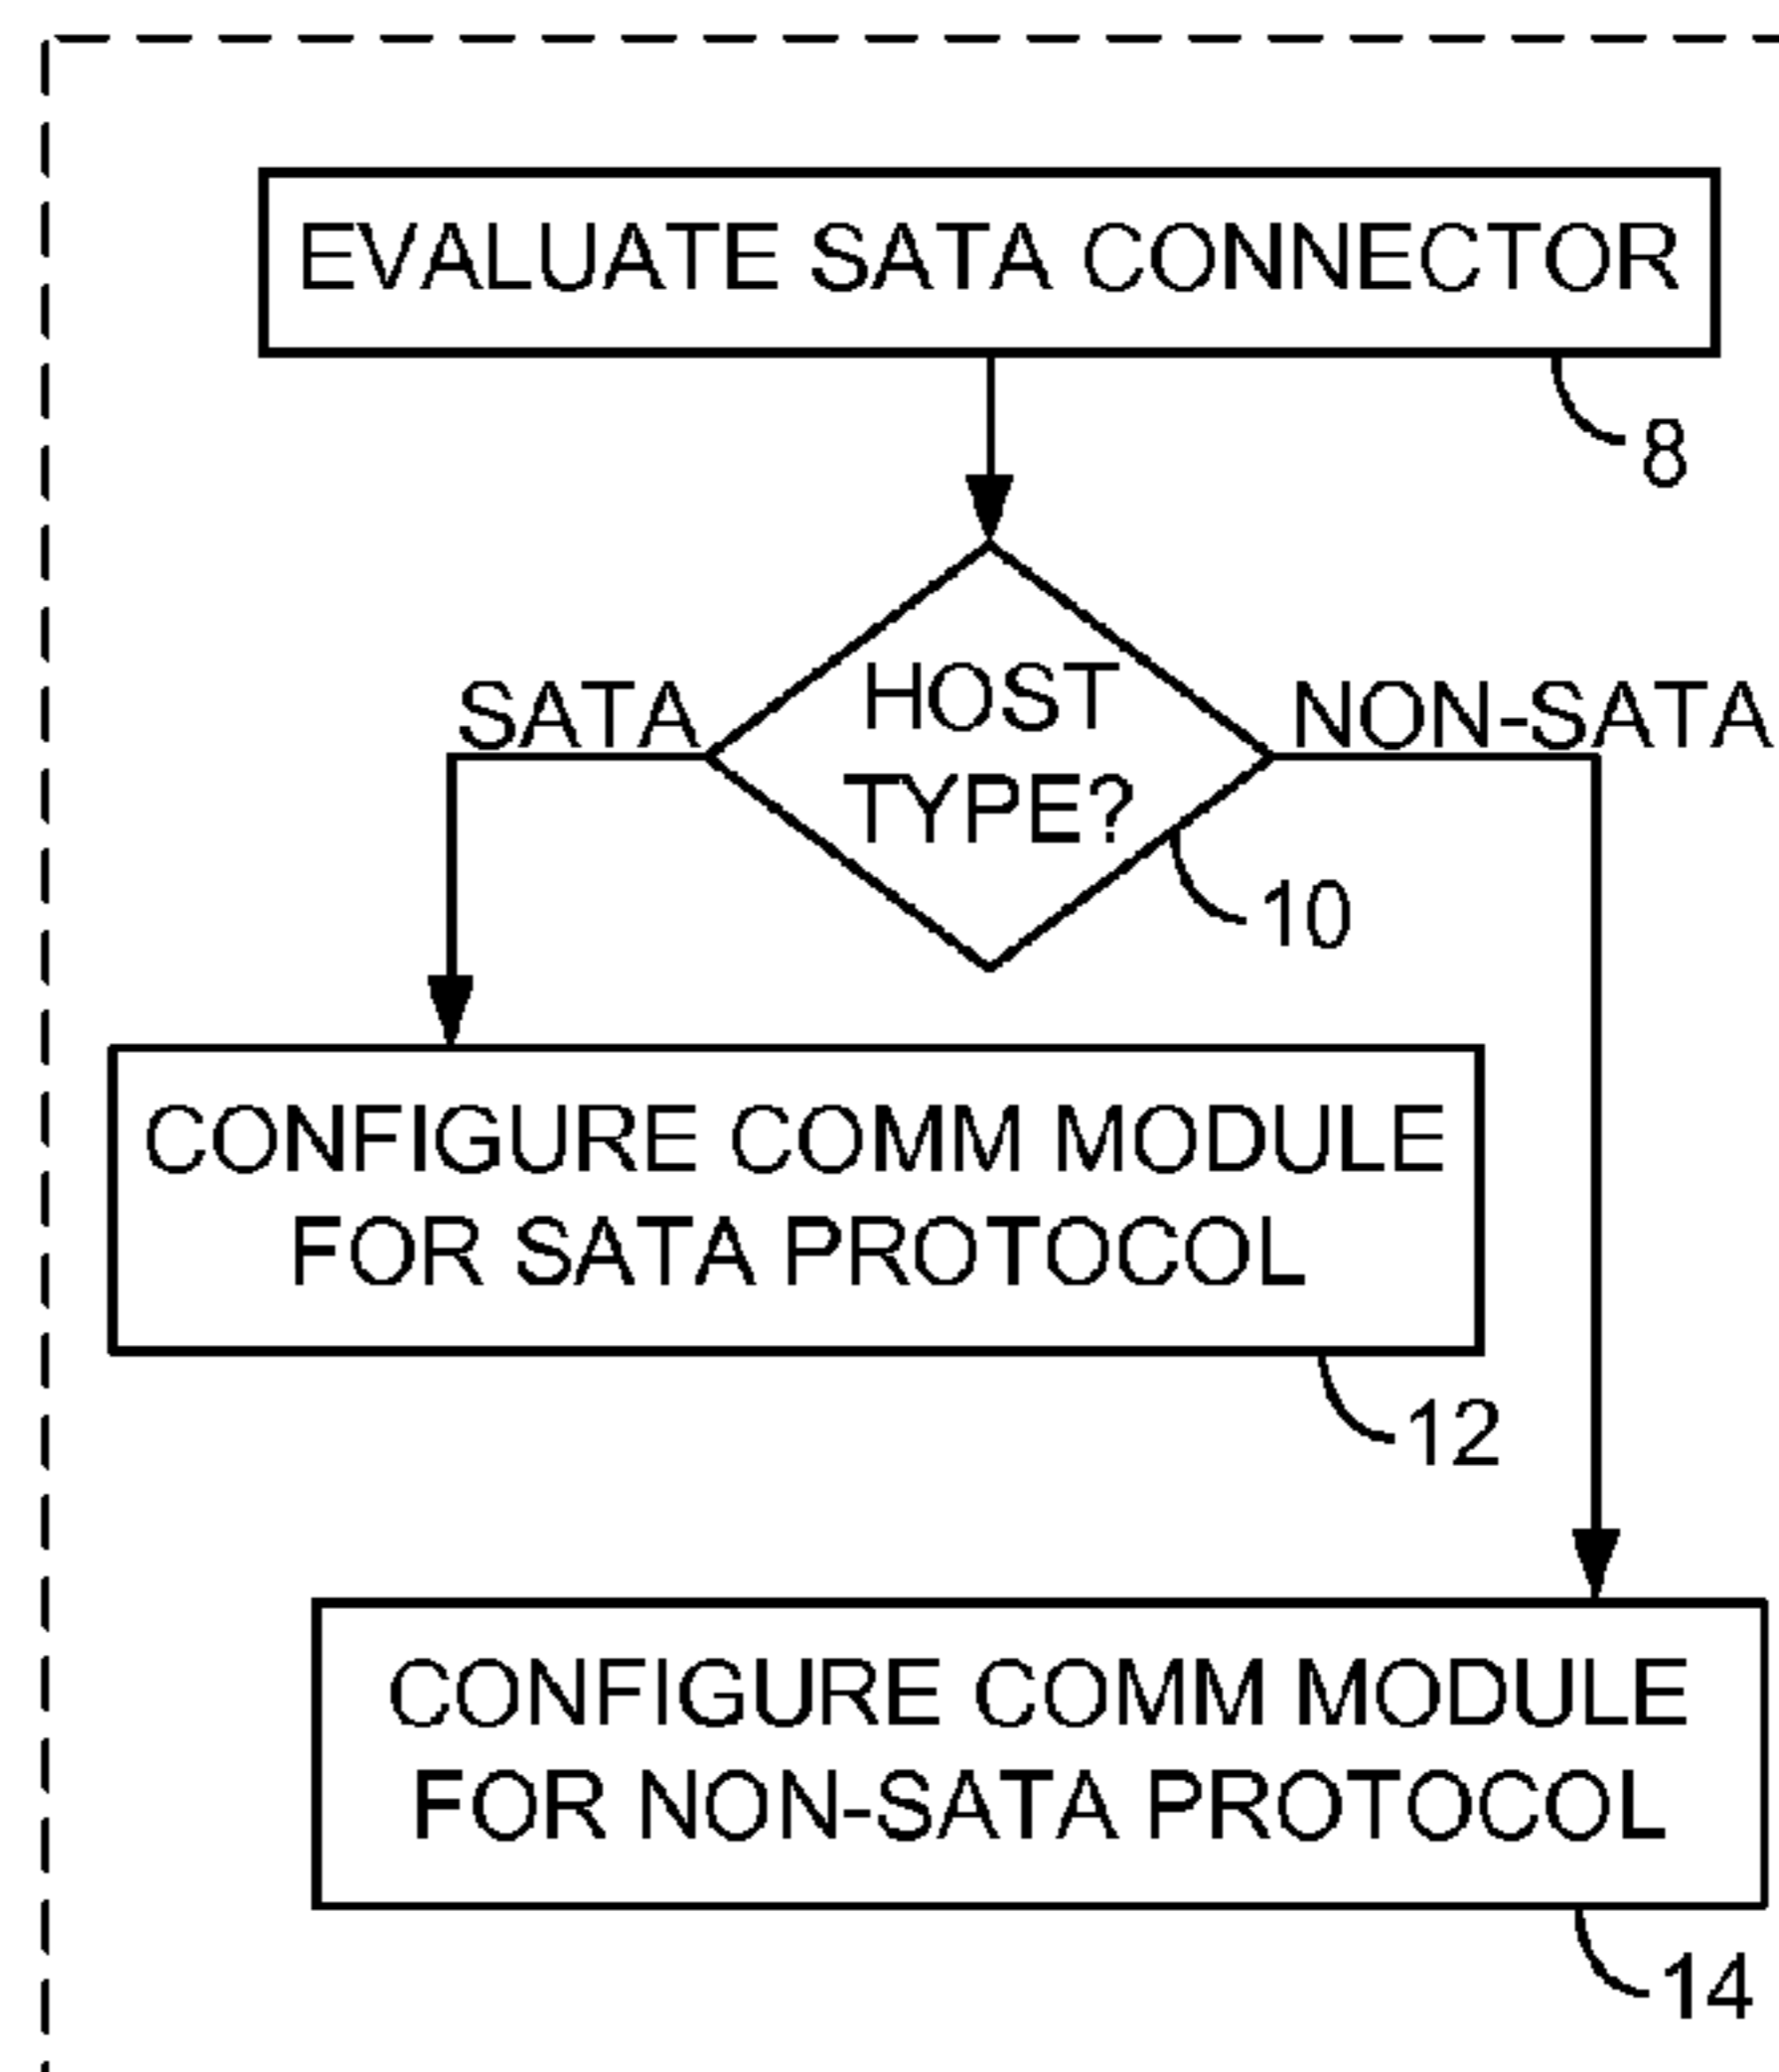 EVALUATE SATA CONNECTOR
8
SATA
HOST
TYPE?
NON-SATA
10
CONFIGURE COMM MODULE
FOR SATA PROTOCOL
12
CONFIGURE COMM MODULE
FOR NON-SATA PROTOCOL
14